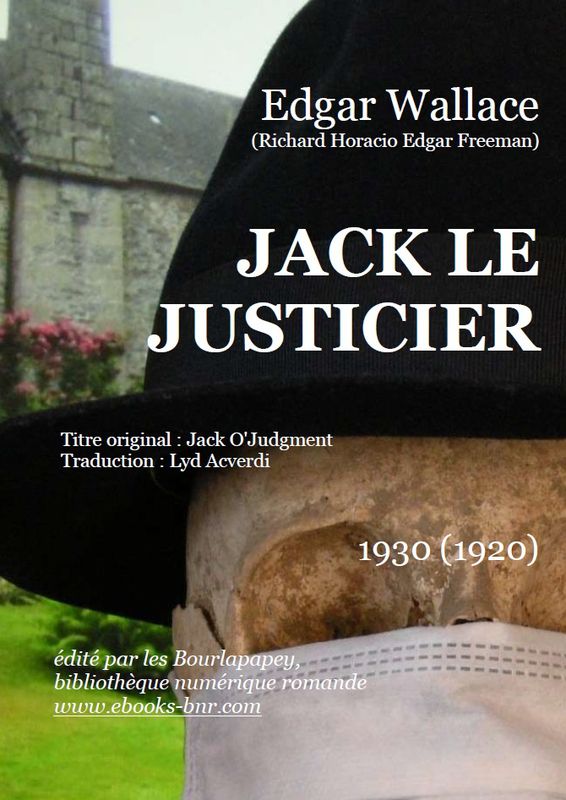 Edgar Wallace
(Richard Horacio Edgar Freeman)
JACK LE
JUSTICIER
Titre original : Jack O'Judgment
Traduction : Lyd Acverdi
1930 (1920)
édité par les Bourlapapey,
bibliothèque numérique romande
www.ebooks-bnr.com